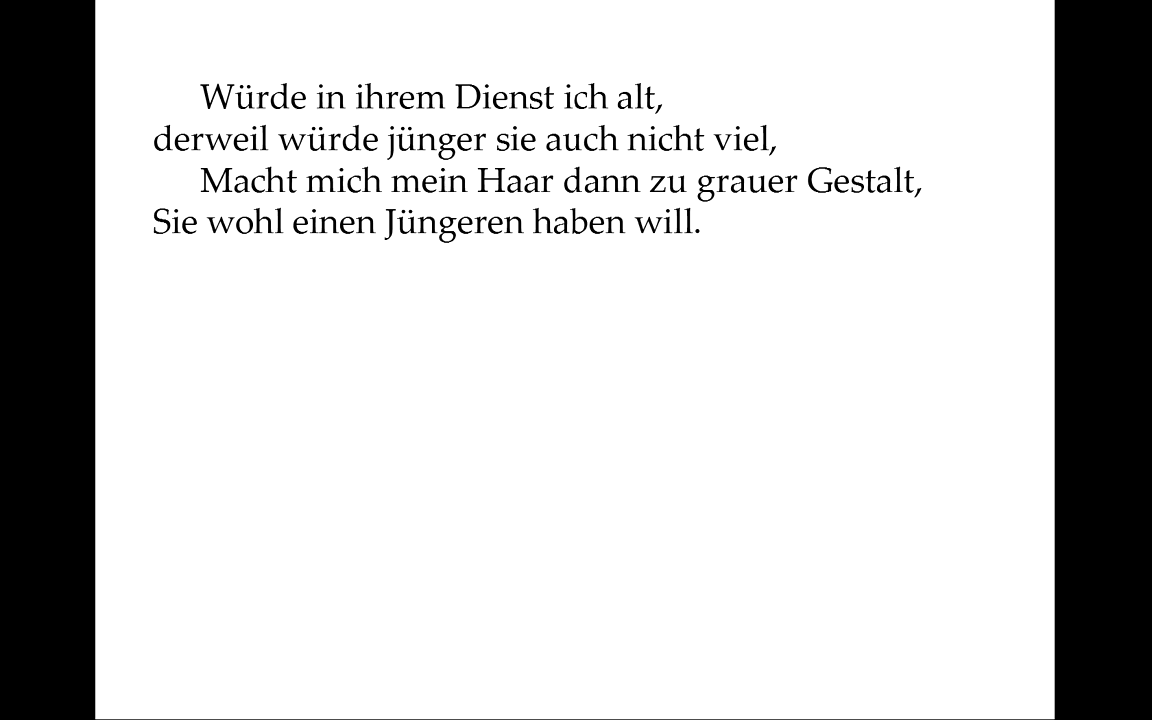 Würde in ihrem Dienst ich alt,
derweil würde jünger sie auch nicht viel,
Macht mich mein Haar dann zu grauer Gestalt,
Sie wohl einen Jüngeren haben will.